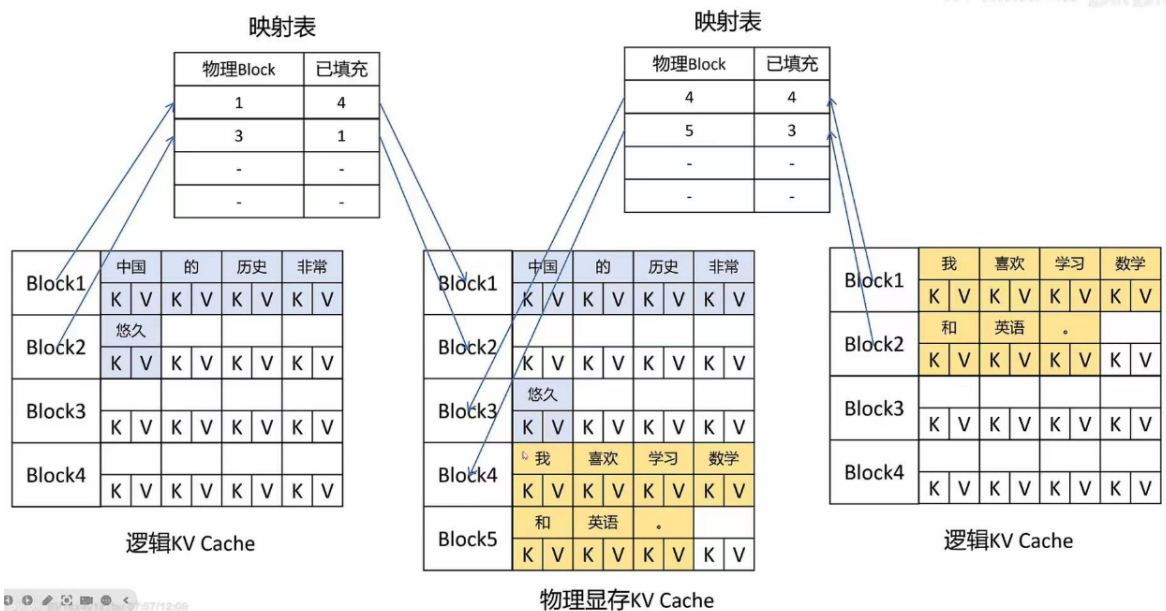 映射表
物理Block 已填充
1 4
3 1
- -
- -
映射表
物理Block 已填充
4 4
5 3
- -
- -
Block1 中国 的 历史 非常
K V K V K V K V
Block2 悠久
K V K V K V K V
Block3
K V K V K V K V
Block4
K V K V K V K V
逻辑KV Cache
Block1 中国 的 历史 非常
K V K V K V K V
Block2
K V K V K V K V
Block3 悠久
K V K V K V K V
Block4 我 喜欢 学习 数学
K V K V K V K V
Block5 和 英语 。
K V K V K V K V
物理显存KV Cache
Block1 我 喜欢 学习 数学
K V K V K V K V
Block2 和 英语 。
K V K V K V K V
Block3
K V K V K V K V
Block4
K V K V K V K V
逻辑KV Cache
07:57/12:08